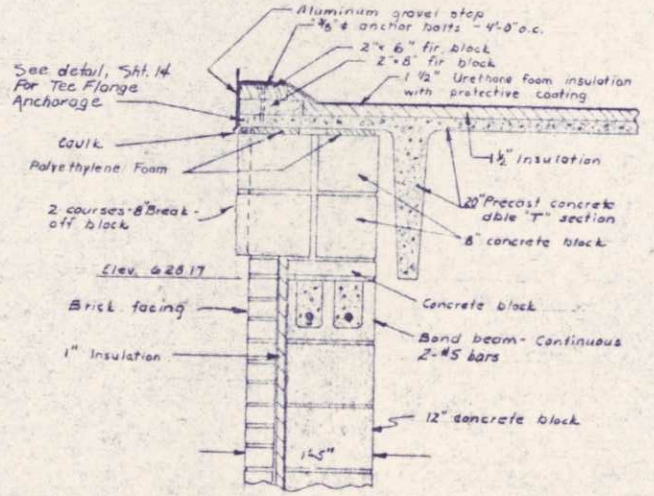 Aluminum gravel stop
3/8" ⌀ anchor bolts - 4'-0" o.c.
2" x 6" fir block
2" x 8" fir block
1 1/2" Urethane foam insulation
with protective coating
See detail, Sht. 14
For Tee Flange
Anchorage
Caulk
Polyethylene Foam
1½" Insulation
20" Precast concrete
dble "T" section
2 courses-8" Break-
off block
8" concrete block
Elev. 628.17
Concrete block
Brick facing
Bond beam - Continuous
2-#5 bars
1" Insulation
12" concrete block
1'-5"